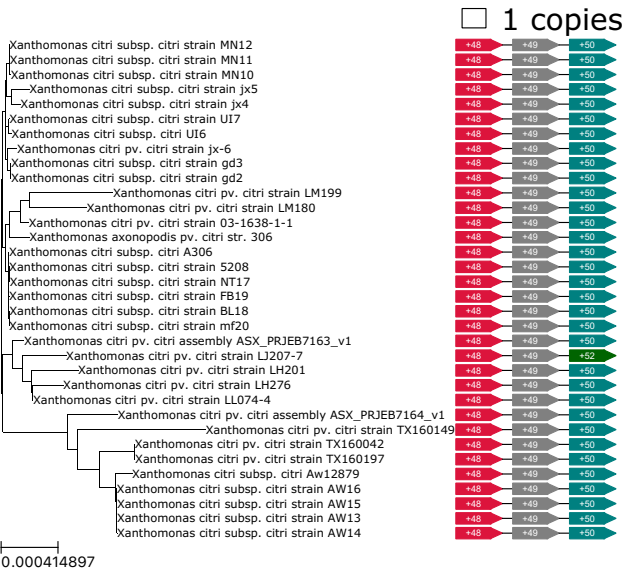 1 copies
Xanthomonas citri subsp. citri strain MN12 +48 +49 +50
Xanthomonas citri subsp. citri strain MN11 +48 +49 +50
Xanthomonas citri subsp. citri strain MN10 +48 +49 +50
Xanthomonas citri subsp. citri strain jx5 +48 +49 +50
Xanthomonas citri subsp. citri strain jx4 +48 +49 +50
Xanthomonas citri subsp. citri strain UI7 +48 +49 +50
Xanthomonas citri subsp. citri UI6 +48 +49 +50
Xanthomonas citri pv. citri strain jx-6 +48 +49 +50
Xanthomonas citri subsp. citri strain gd3 +48 +49 +50
Xanthomonas citri subsp. citri strain gd2 +48 +49 +50
Xanthomonas citri pv. citri strain LM199 +48 +49 +50
Xanthomonas citri pv. citri strain LM180 +48 +49 +50
Xanthomonas citri pv. citri strain 03-1638-1-1 +48 +49 +50
Xanthomonas axonopodis pv. citri str. 306 +48 +49 +50
Xanthomonas citri subsp. citri A306 +48 +49 +50
Xanthomonas citri subsp. citri strain 5208 +48 +49 +50
Xanthomonas citri subsp. citri strain NT17 +48 +49 +50
Xanthomonas citri subsp. citri strain FB19 +48 +49 +50
Xanthomonas citri subsp. citri strain BL18 +48 +49 +50
Xanthomonas citri subsp. citri strain mf20 +48 +49 +50
Xanthomonas citri pv. citri assembly ASX_PRJEB7163_v1 +48 +49 +50
Xanthomonas citri pv. citri strain LJ207-7 +48 +49 +52
Xanthomonas citri pv. citri strain LH201 +48 +49 +50
Xanthomonas citri pv. citri strain LH276 +48 +49 +50
Xanthomonas citri pv. citri strain LL074-4 +48 +49 +50
Xanthomonas citri pv. citri assembly ASX_PRJEB7164_v1 +48 +49 +50
Xanthomonas citri pv. citri strain TX160149 +48 +49 +50
Xanthomonas citri pv. citri strain TX160042 +48 +49 +50
Xanthomonas citri pv. citri strain TX160197 +48 +49 +50
Xanthomonas citri subsp. citri Aw12879 +48 +49 +50
Xanthomonas citri subsp. citri strain AW16 +48 +49 +50
Xanthomonas citri subsp. citri strain AW15 +48 +49 +50
Xanthomonas citri subsp. citri strain AW13 +48 +49 +50
Xanthomonas citri subsp. citri strain AW14 +48 +49 +50
0.000414897